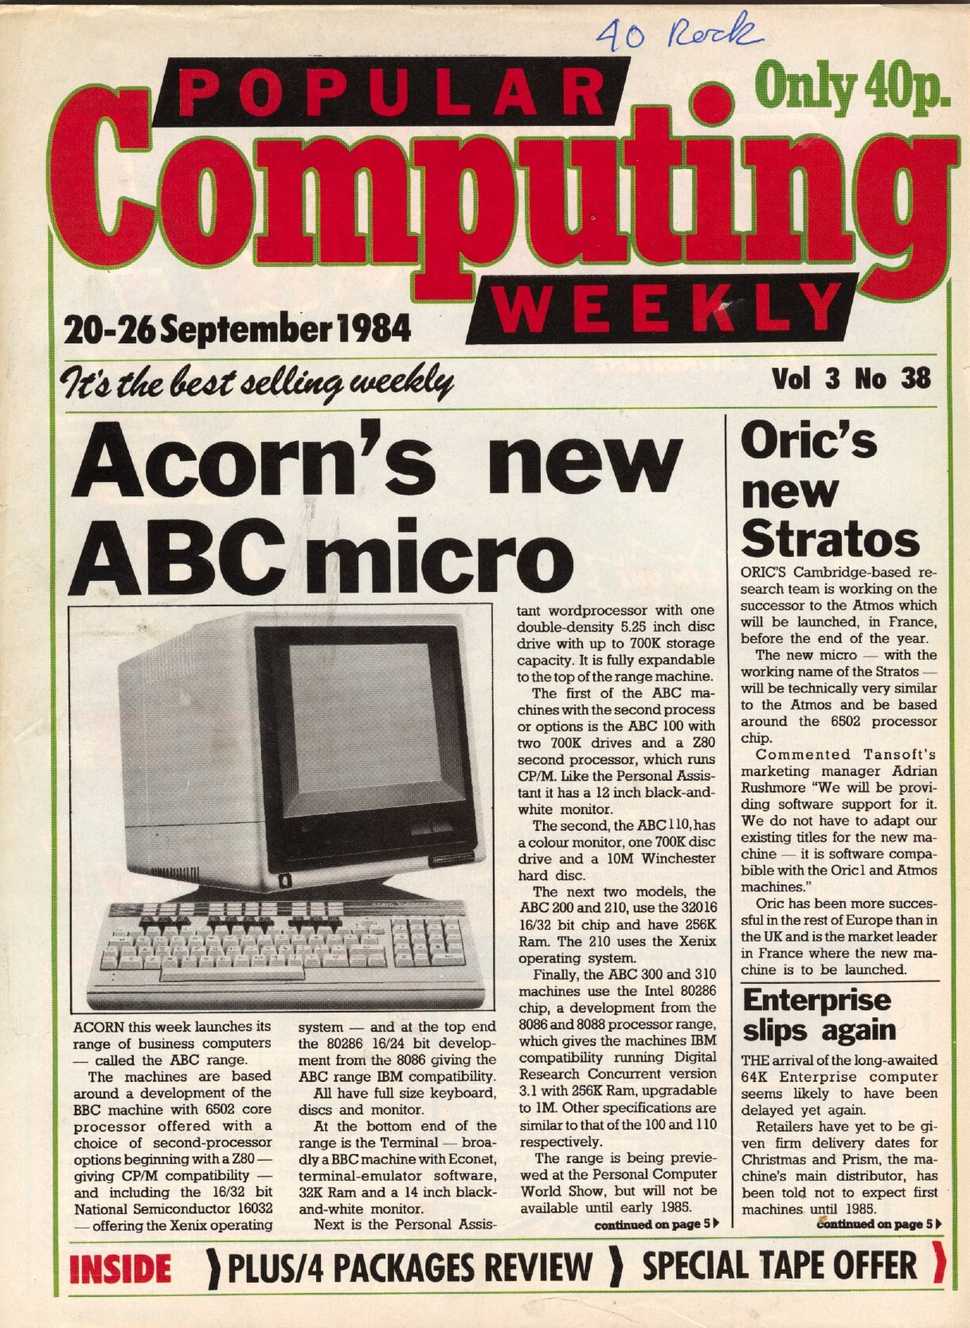 40 Rock
POPULAR
Only 40p.
Computing
WEEKLY
20-26 September 1984
It's the best selling weekly
Vol 3 No 38
Acorn's new
ABC micro
ACORN this week launches its
range of business computers
— called the ABC range.
The machines are based
around a development of the
BBC machine with 6502 core
processor offered with a
choice of second-processor
options beginning with a Z80 —
giving CP/M compatibility —
and including the 16/32 bit
National Semiconductor 16032
— offering the Xenix operating
system — and at the top end
the 80286 16/24 bit develop-
ment from the 8086 giving the
ABC range IBM compatibility.
All have full size keyboard,
discs and monitor.
At the bottom end of the
range is the Terminal — broa-
dly a BBC machine with Econet,
terminal-emulator software,
32K Ram and a 14 inch black-
and-white monitor.
Next is the Personal Assis-
tant wordprocessor with one
double-density 5.25 inch disc
drive with up to 700K storage
capacity. It is fully expandable
to the top of the range machine.
The first of the ABC ma-
chines with the second process
or options is the ABC 100 with
two 700K drives and a Z80
second processor, which runs
CP/M. Like the Personal Assis-
tant it has a 12 inch black-and-
white monitor.
The second, the ABC 110, has
a colour monitor, one 700K disc
drive and a 10M Winchester
hard disc.
The next two models, the
ABC 200 and 210, use the 32016
16/32 bit chip and have 256K
Ram. The 210 uses the Xenix
operating system.
Finally, the ABC 300 and 310
machines use the Intel 80286
chip, a development from the
8086 and 8088 processor range,
which gives the machines IBM
compatibility running Digital
Research Concurrent version
3.1 with 256K Ram, upgradable
to 1M. Other specifications are
similar to that of the 100 and 110
respectively.
The range is being previe-
wed at the Personal Computer
World Show, but will not be
available until early 1985.
continued on page 5
Oric's
new
Stratos
ORIC'S Cambridge-based re-
search team is working on the
successor to the Atmos which
will be launched, in France,
before the end of the year.
The new micro — with the
working name of the Stratos —
will be technically very similar
to the Atmos and be based
around the 6502 processor
chip.
Commented Tansoft's
marketing manager Adrian
Rushmore "We will be provi-
ding software support for it.
We do not have to adapt our
existing titles for the new ma-
chine — it is software compa-
bible with the Oric1 and Atmos
machines."
Oric has been more succes-
sful in the rest of Europe than in
the UK and is the market leader
in France where the new ma-
chine is to be launched.
Enterprise
slips again
THE arrival of the long-awaited
64K Enterprise computer
seems likely to have been
delayed yet again.
Retailers have yet to be gi-
ven firm delivery dates for
Christmas and Prism, the ma-
chine's main distributor, has
been told not to expect first
machines until 1985.
continued on page 5
INSIDE PLUS/4 PACKAGES REVIEW SPECIAL TAPE OFFER